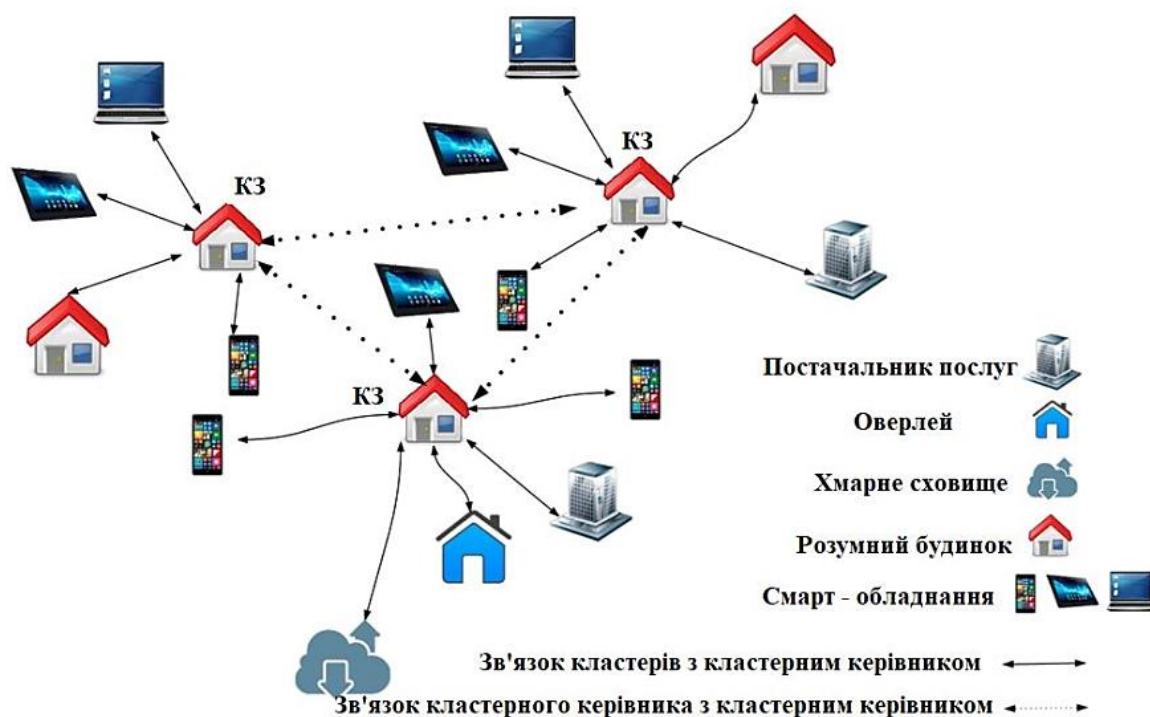 КЗ
КЗ
КЗ
Постачальник послуг
Оверлей
Хмарне сховище
Розумний будинок
Смарт - обладнання
Зв'язок кластерів з кластерним керівником
Зв'язок кластерного керівника з кластерним керівником